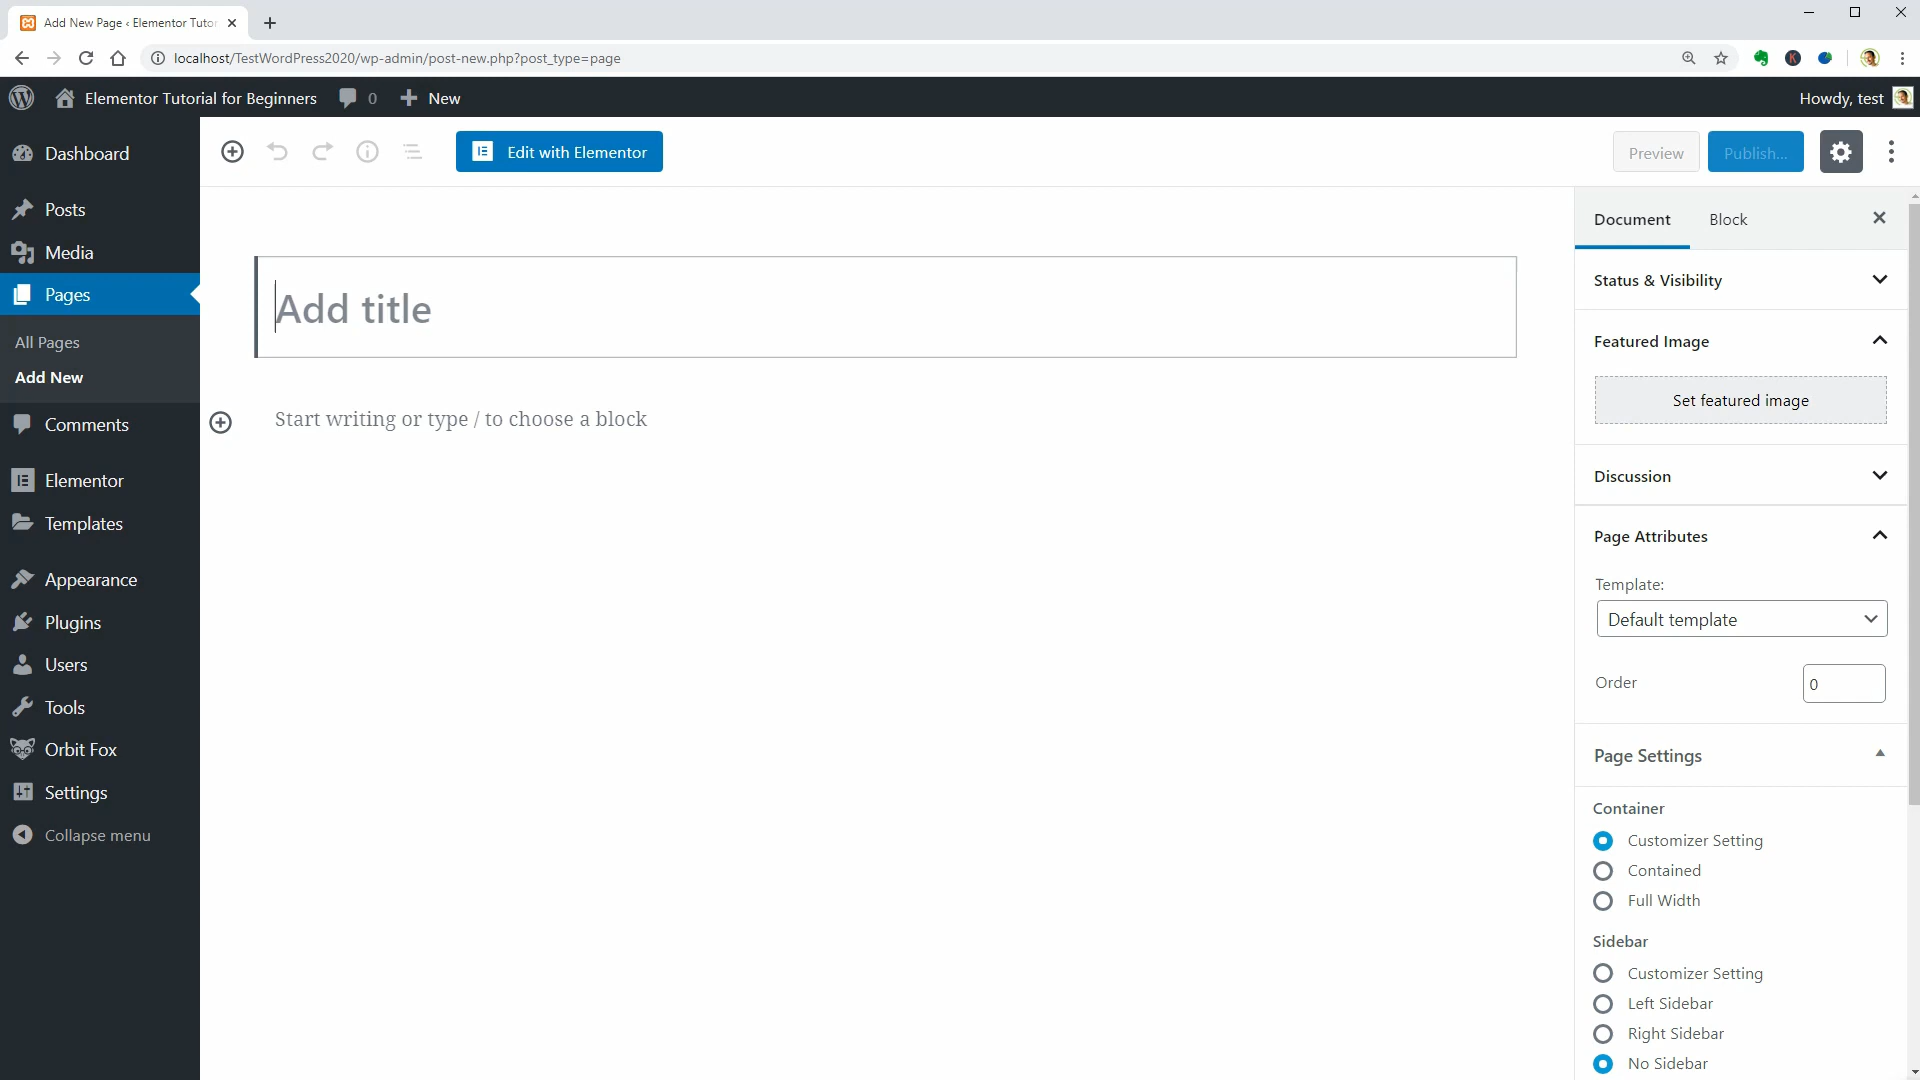 Add New Page ‹ Elementor Tutor
localhost/TestWordPress2020/wp-admin/post-new.php?post_type=page
Elementor Tutorial for Beginners 0 New Howdy, test
Dashboard
Posts
Media
Pages
All Pages
Add New
Comments
Elementor
Templates
Appearance
Plugins
Users
Tools
Orbit Fox
Settings
Collapse menu
Edit with Elementor
Preview Publish...
Add title
Start writing or type / to choose a block
Document Block
Status & Visibility
Featured Image
Set featured image
Discussion
Page Attributes
Template:
Default template
Order 0
Page Settings
Container
Customizer Setting
Contained
Full Width
Sidebar
Customizer Setting
Left Sidebar
Right Sidebar
No Sidebar